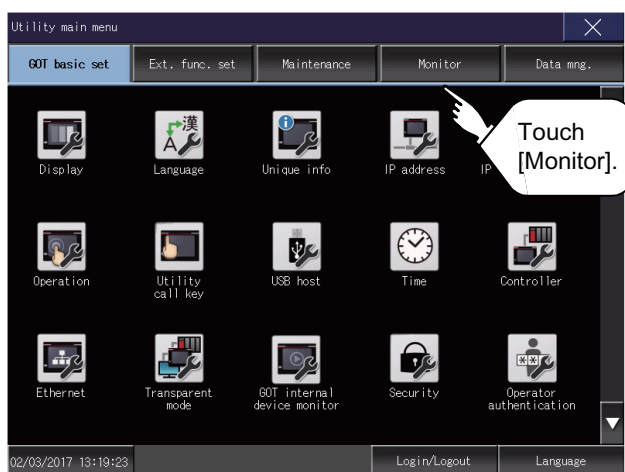 Utility main menu
GOT basic set
Ext. func. set
Maintenance
Monitor
Data mng.
Touch
[Monitor].
漢
A
Display
Language
Unique info
IP address
IP
Operation
Utility
call key
USB host
Time
Controller
Ethernet
Transparent
mode
GOT internal
device monitor
Security
Operator
authentication
02/03/2017 13:19:23
Login/Logout
Language